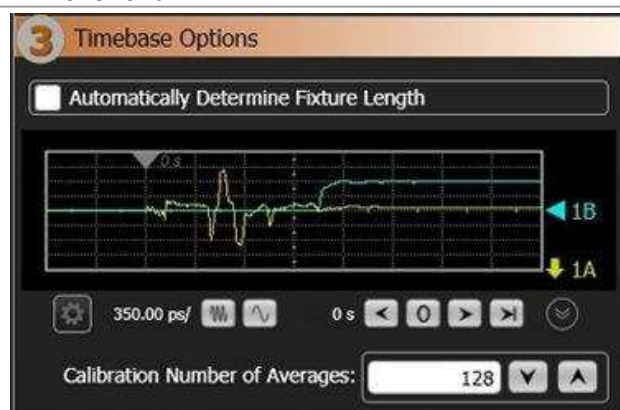 3 Timebase Options
Automatically Determine Fixture Length
0 s
1B
1A
350.00 ps/ 0 s 0
Calibration Number of Averages: 128